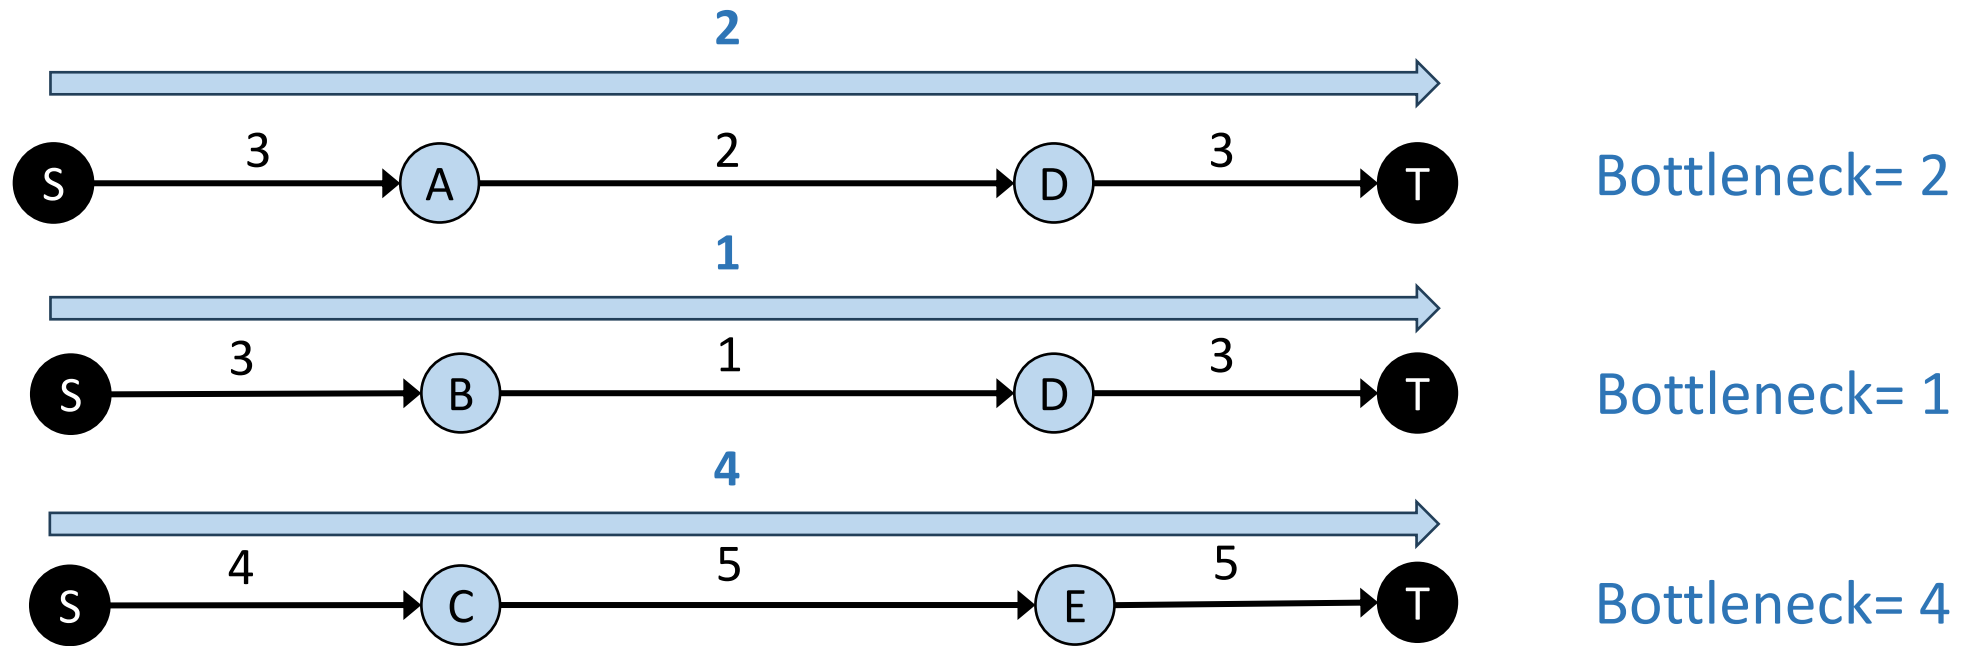 2
3 2 3
S A D T Bottleneck= 2
1
3 1 3
S B D T Bottleneck= 1
4
4 5 5
S C E T Bottleneck= 4